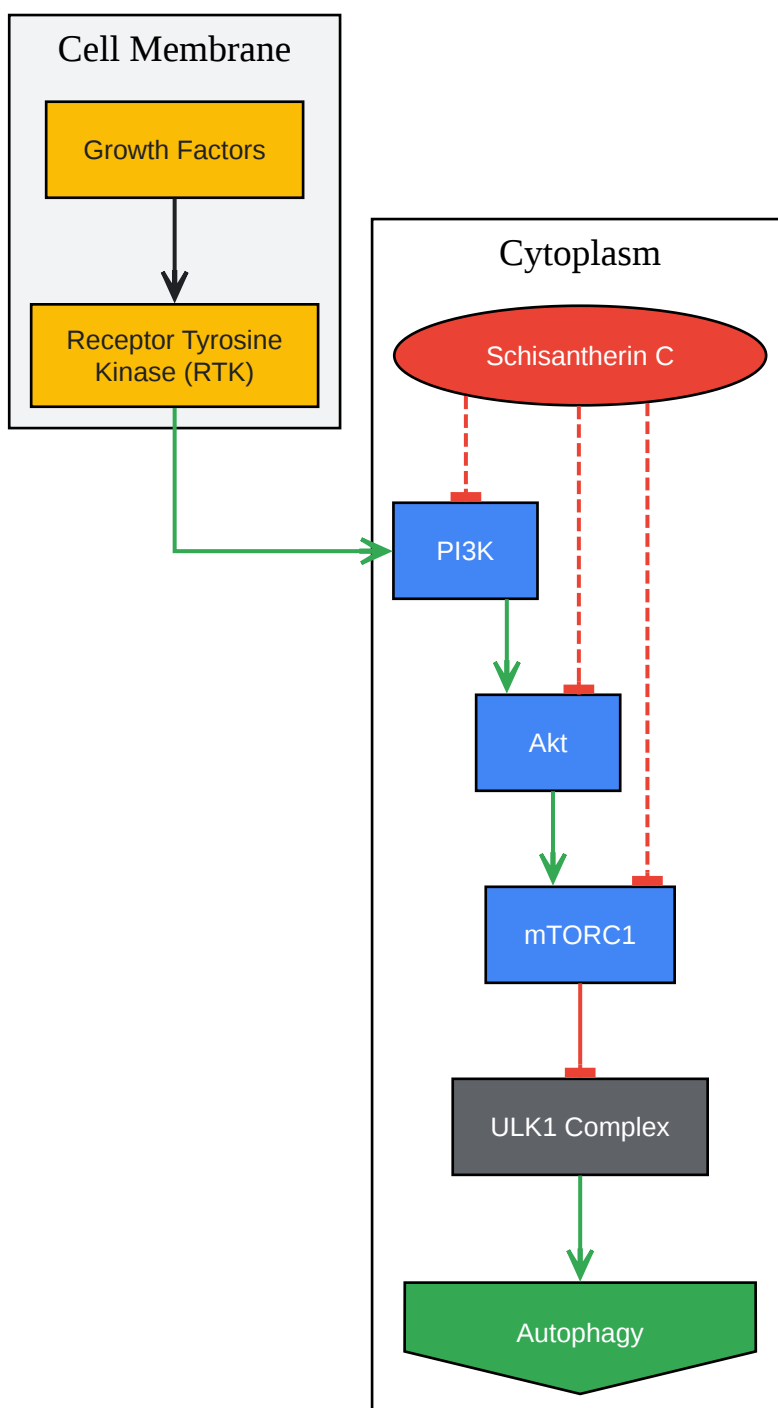 Cell Membrane
Growth Factors
Receptor Tyrosine
Kinase (RTK)
Cytoplasm
Schisantherin C
PI3K
Akt
mTORC1
ULK1 Complex
Autophagy